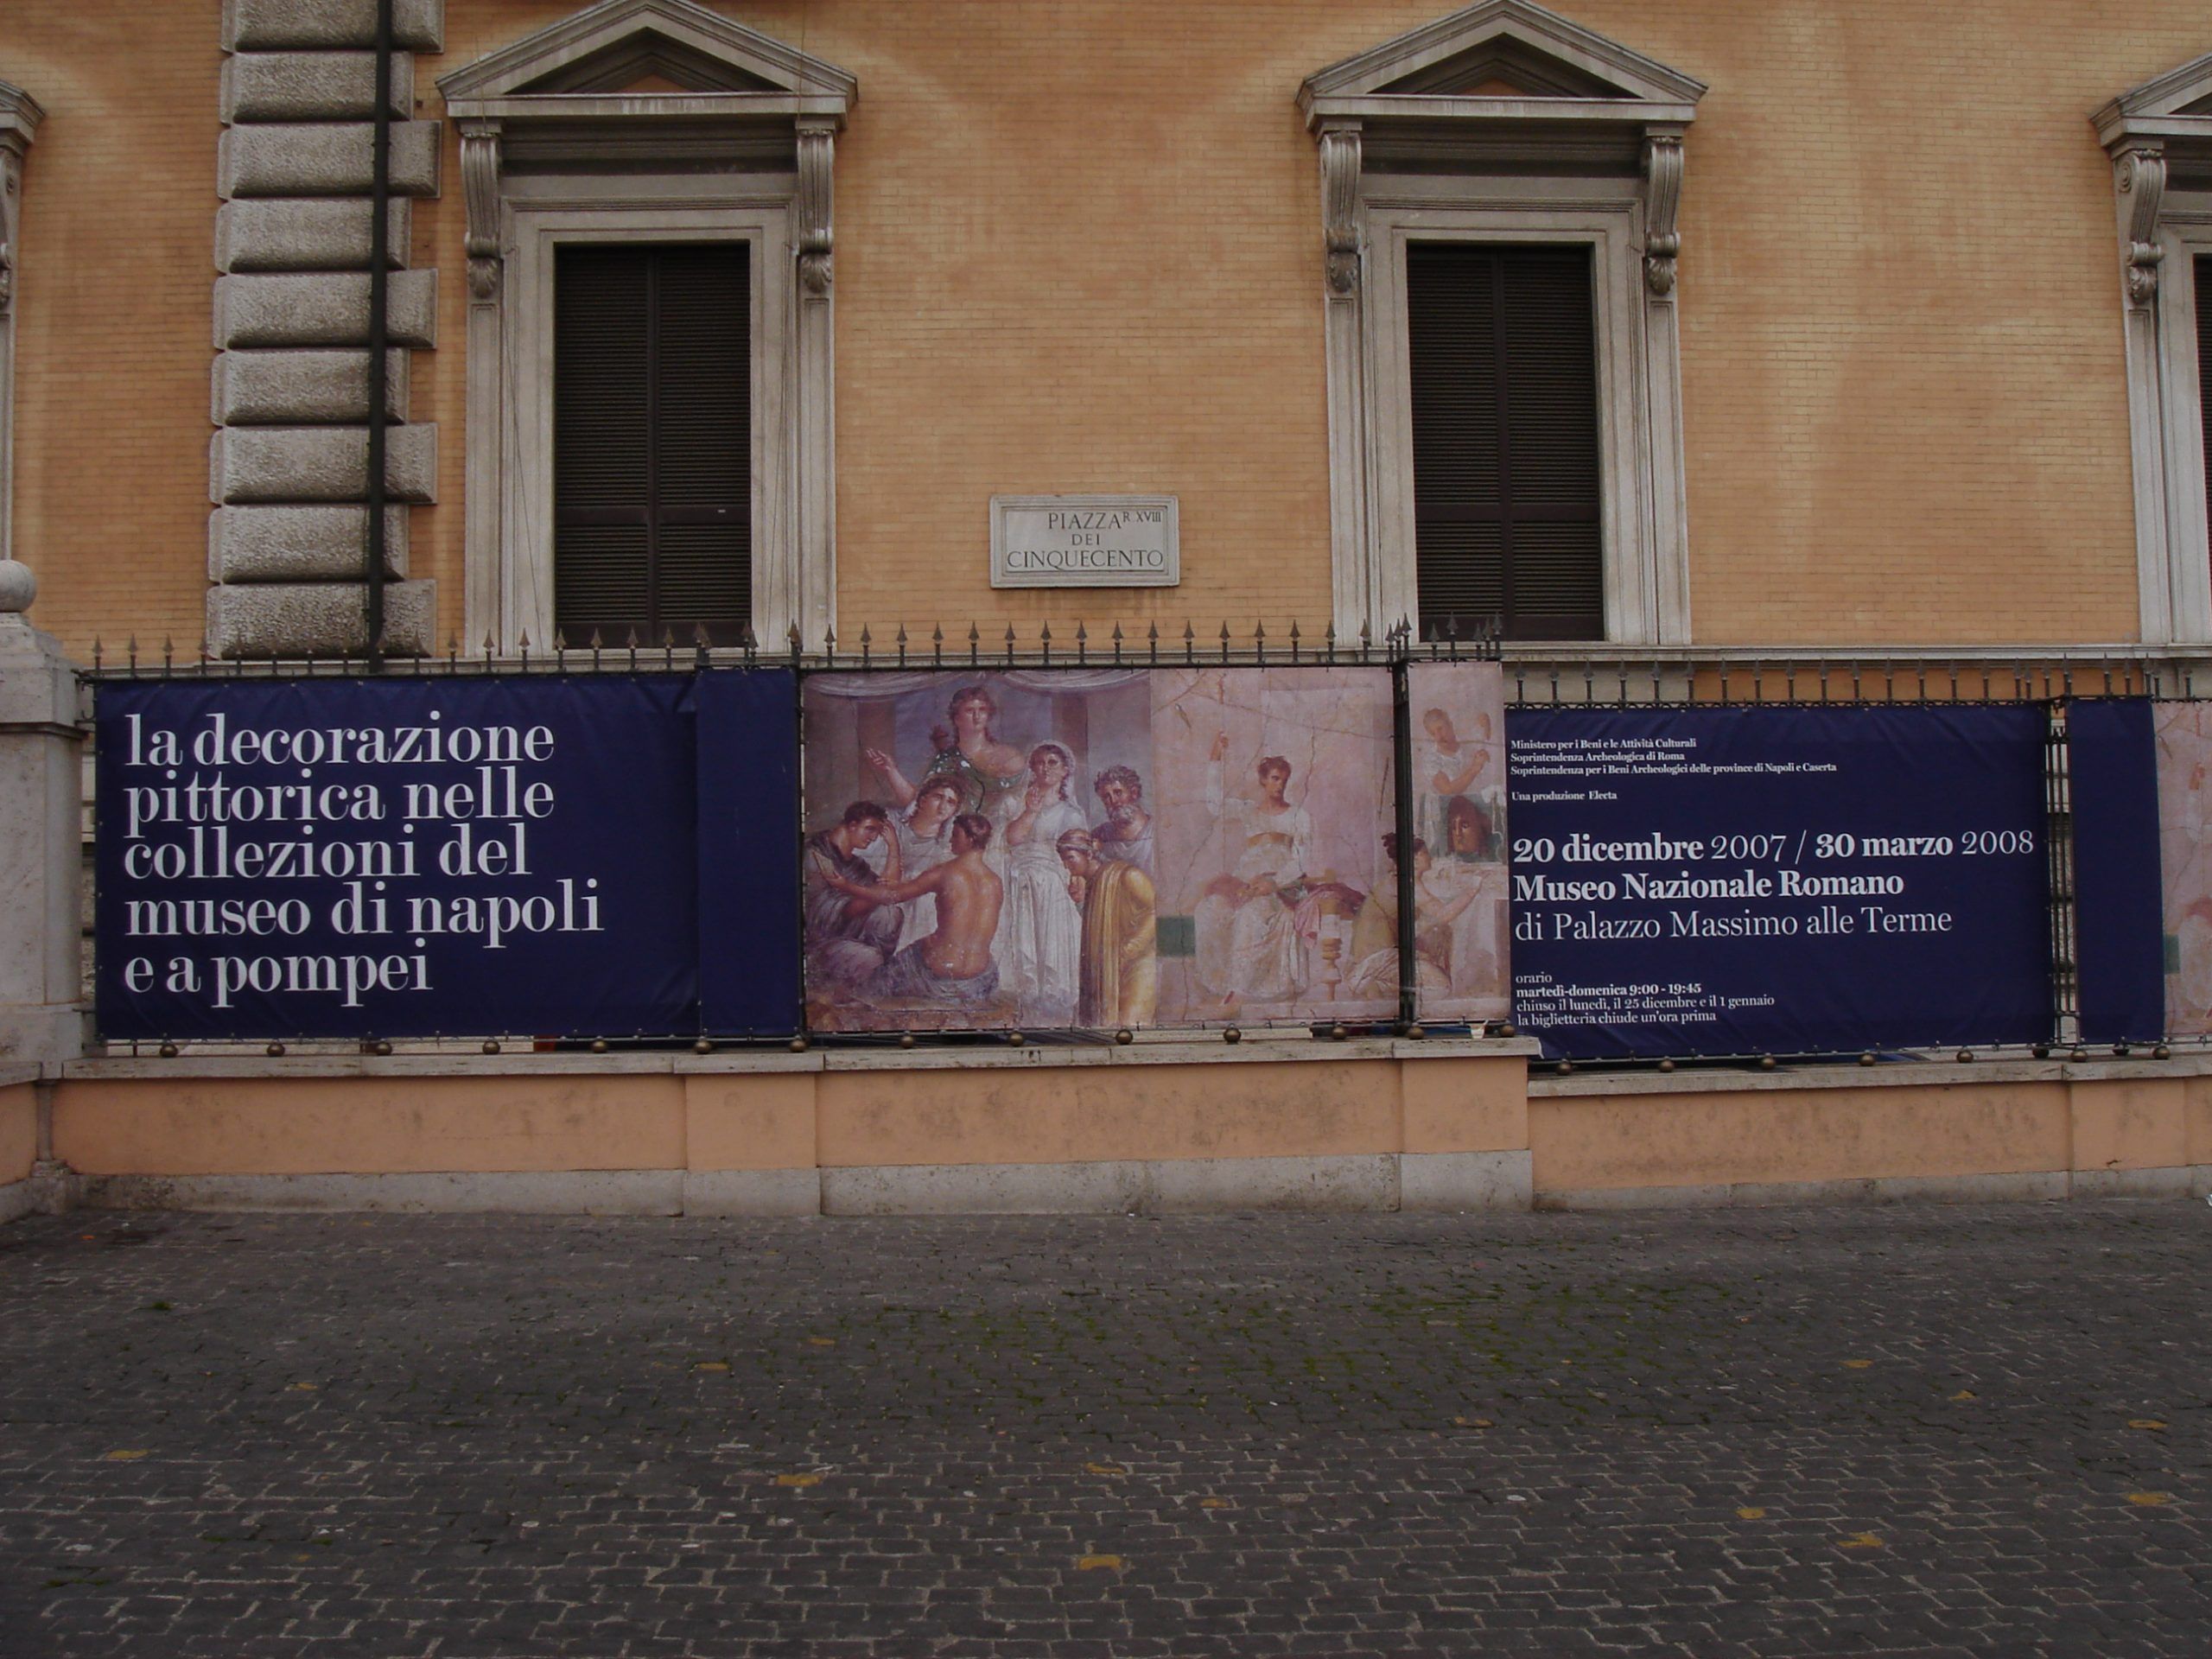 PIAZZA R XVIII
DEI
CINQUECENTO
la decorazione
pittorica nelle
collezioni del
museo di napoli
e a pompei
Ministero per i Beni e le Attività Culturali
Soprintendenza Archeologica di Roma
Soprintendenza per i Beni Archeologici delle province di Napoli e Caserta
Una produzione Electa
20 dicembre 2007 / 30 marzo 2008
Museo Nazionale Romano
di Palazzo Massimo alle Terme
orario
martedì-domenica 9:00 - 19:45
chiuso il lunedì, il 25 dicembre e il 1 gennaio
la biglietteria chiude un'ora prima